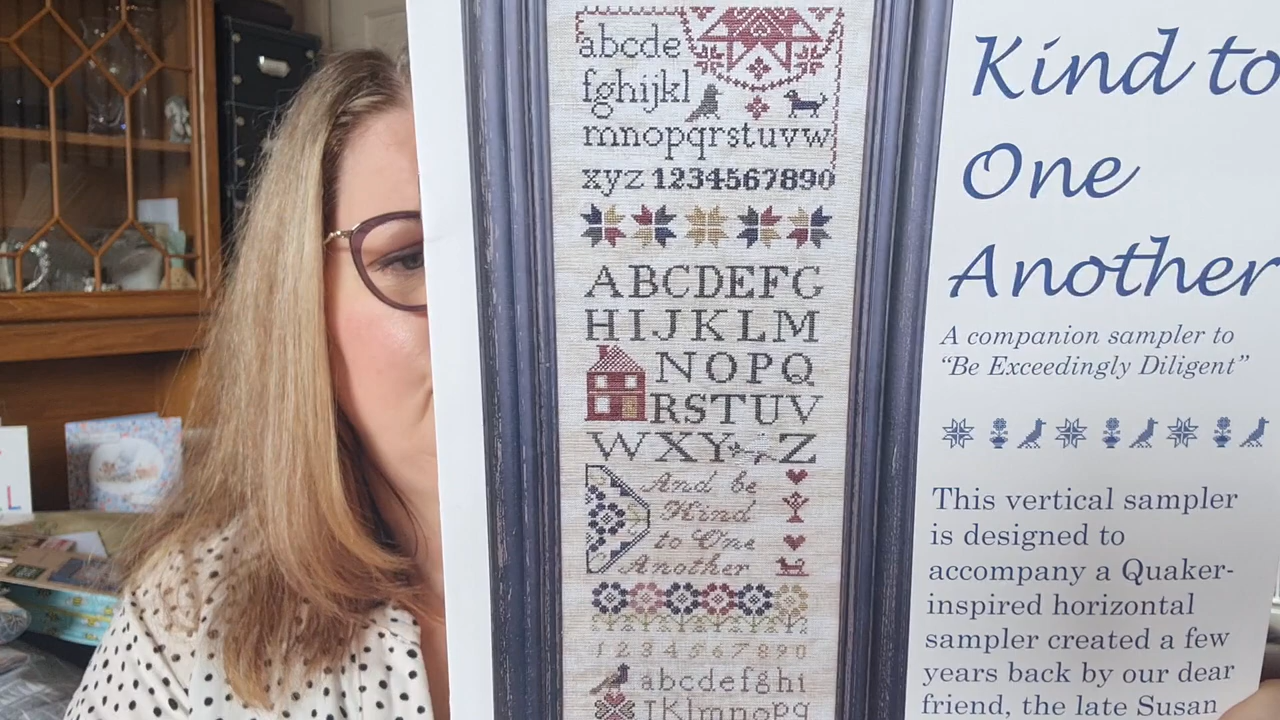 abcde
fghijkl
mnopqrstuvw
xyz 1234567890
ABCDEFG
HIJKLM
NOPQ
RSTUV
WXY Z
And be
Kind
to One
Another
1234567890
abcdefghi
jklmnopq
Kind to
One
Another
A companion sampler to
"Be Exceedingly Diligent"
This vertical sampler
is designed to
accompany a Quaker-
inspired horizontal
sampler created a few
years back by our dear
friend, the late Susan